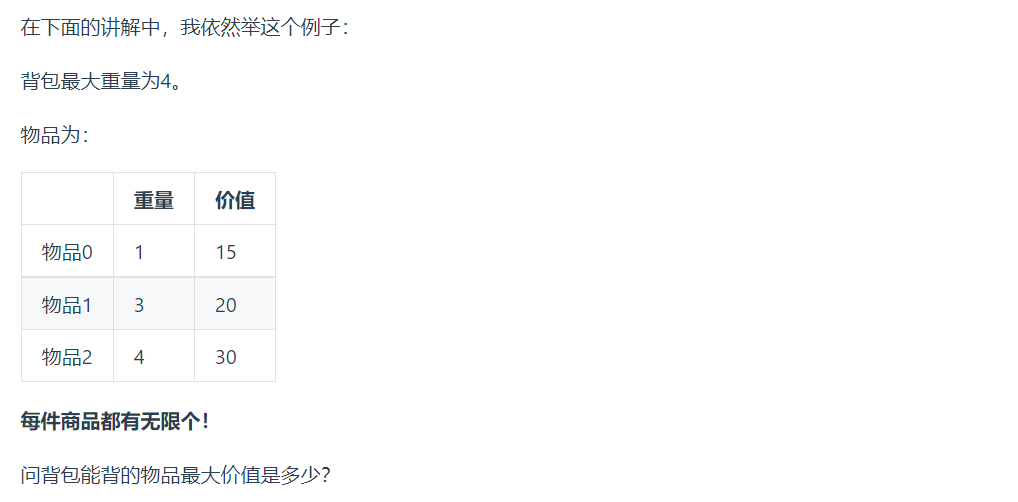 在下面的讲解中，我依然举这个例子：
背包最大重量为4。
物品为：
重量 价值
物品0 1 15
物品1 3 20
物品2 4 30
每件商品都有无限个！
问背包能背的物品最大价值是多少？